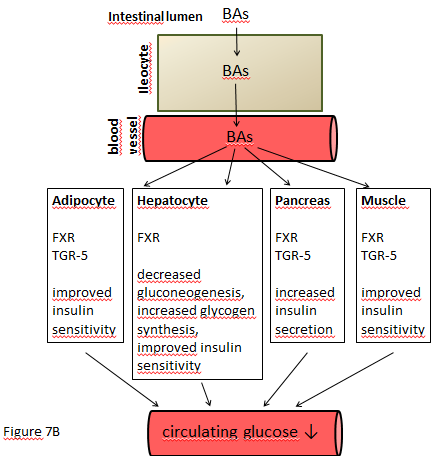 Intestinal lumen BAs
Ileocyte
BAs
blood
vessel
BAs
Adipocyte
FXR
TGR-5
improved
insulin
sensitivity
Hepatocyte
FXR
decreased
gluconeogenesis,
increased glycogen
synthesis,
improved insulin
sensitivity
Pancreas
FXR
TGR-5
increased
insulin
secretion
Muscle
FXR
TGR-5
improved
insulin
sensitivity
Figure 7B
circulating glucose ↓